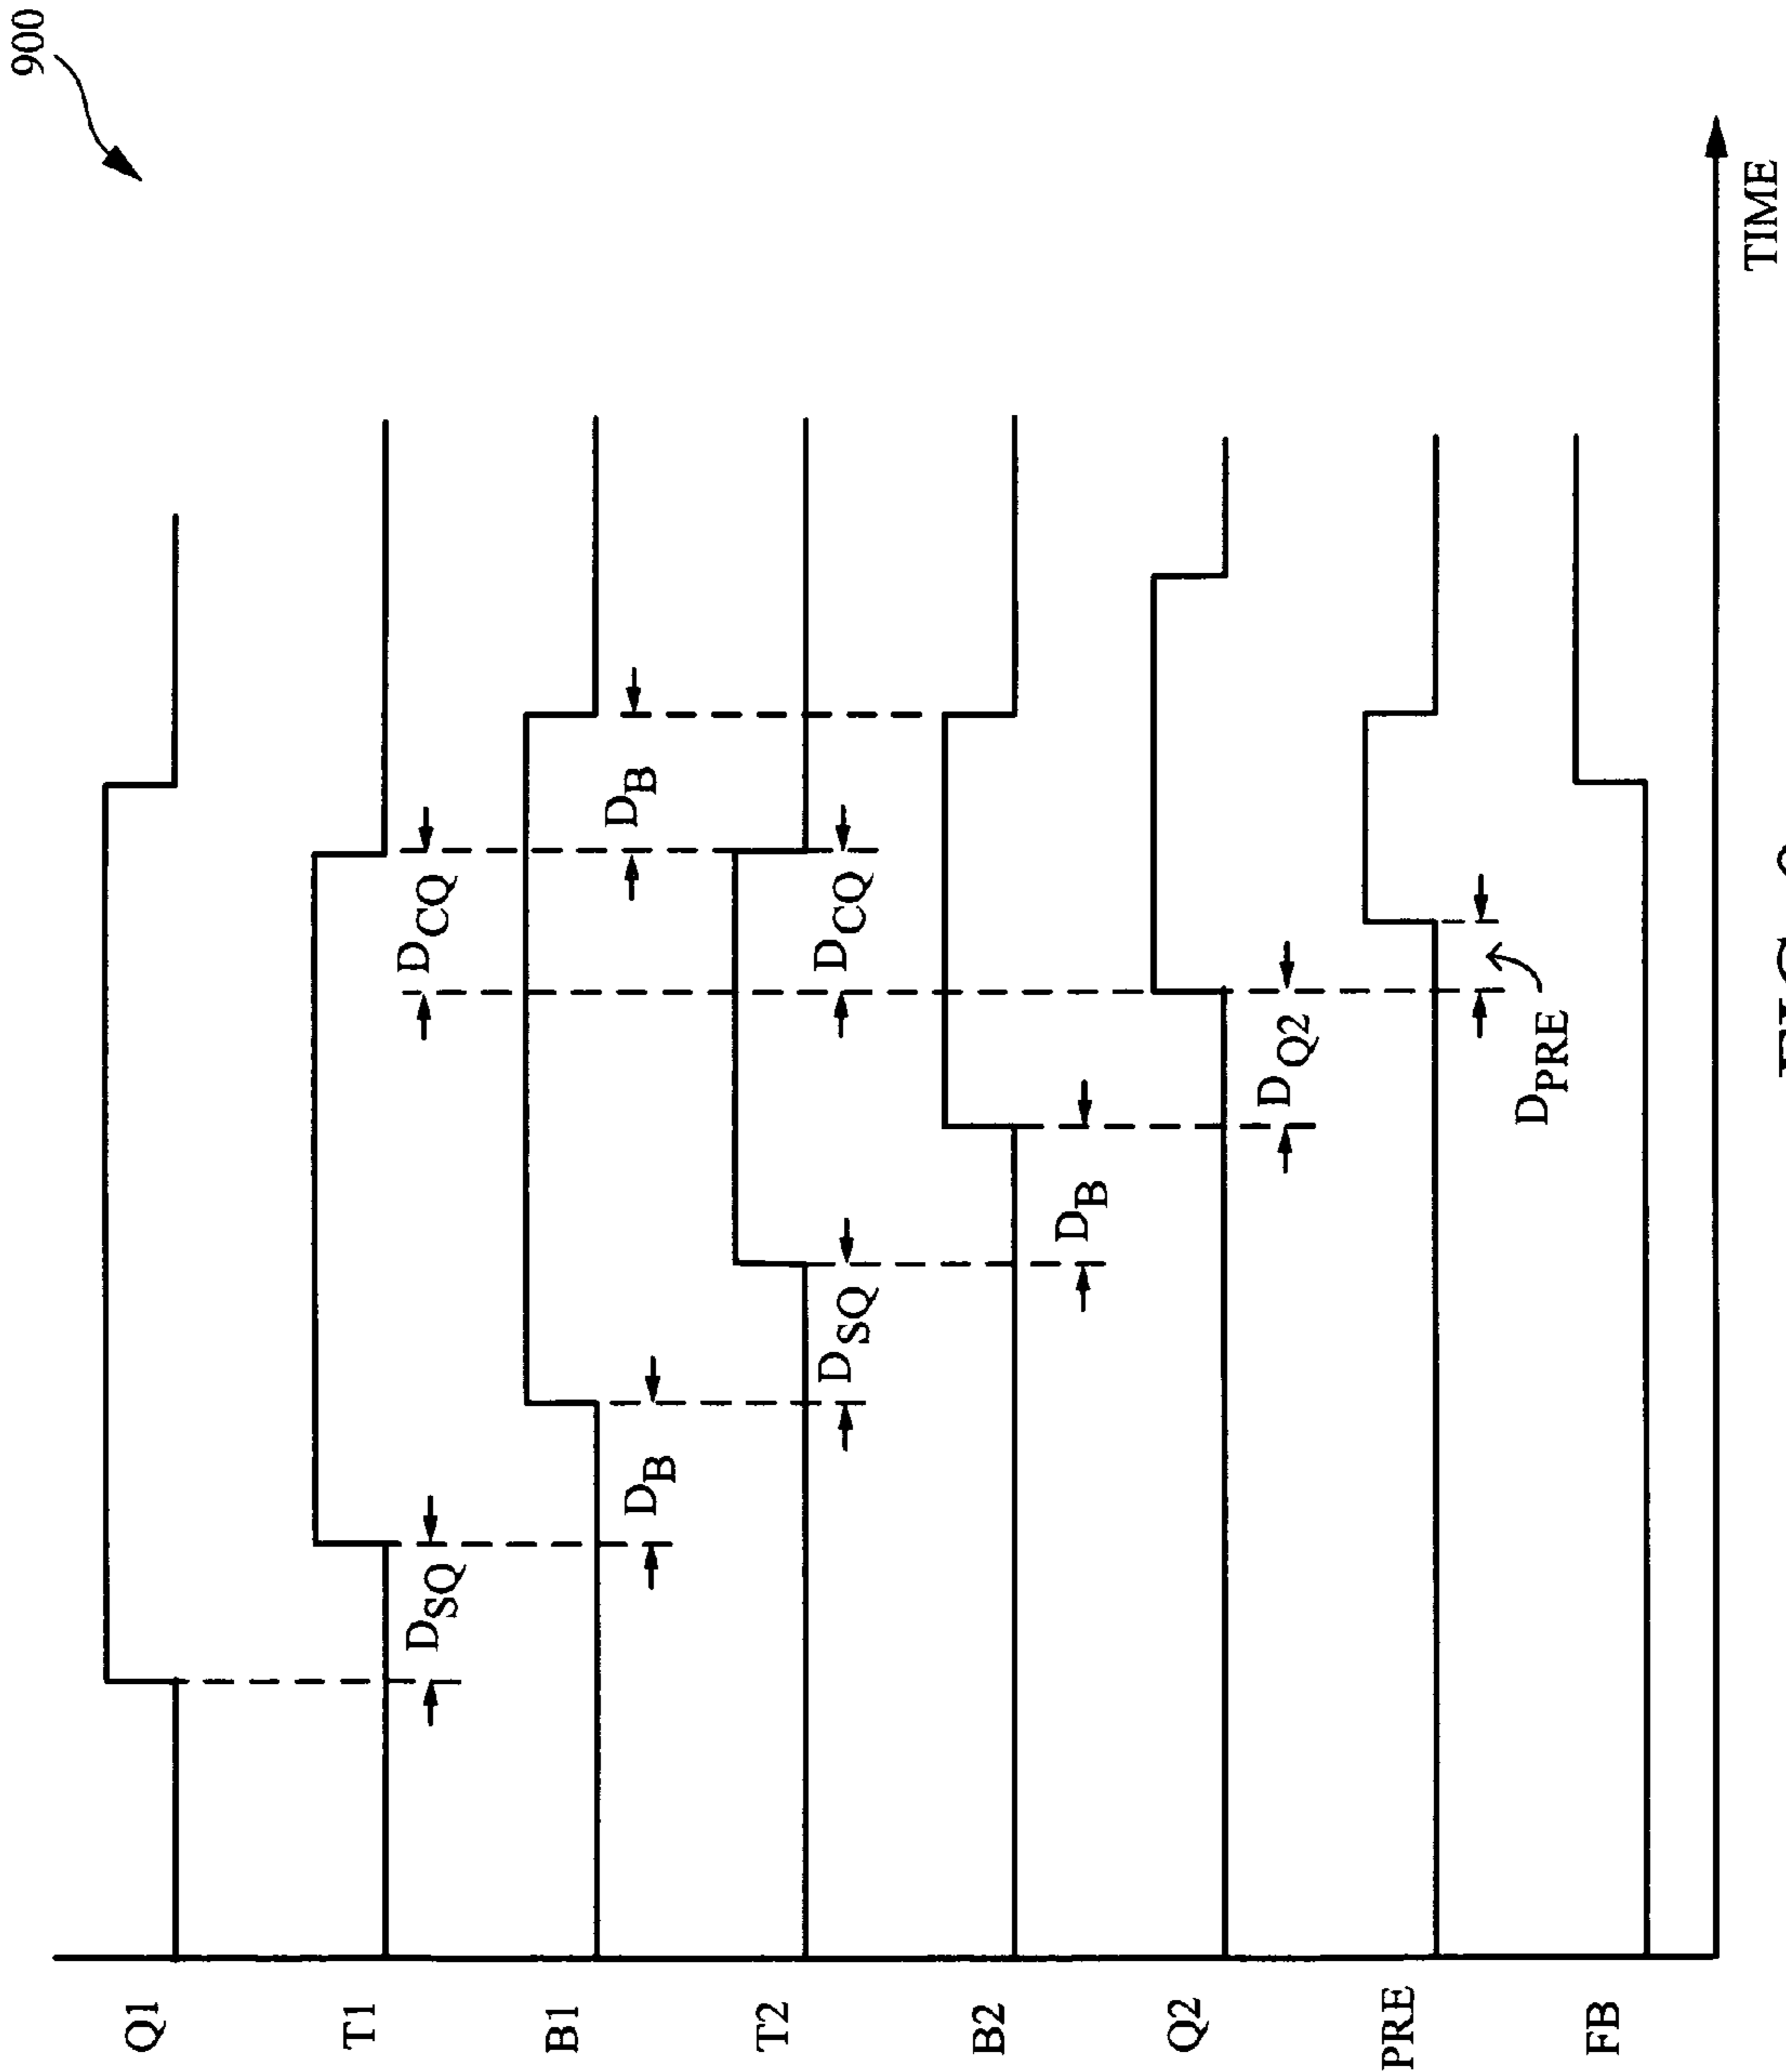 900
Q1
T1
D_SQ
D_CQ
B1
D_B
D_B
T2
D_SQ
D_CQ
B2
D_B
Q2
D_Q2
PRE
D_PRE
FB
TIME